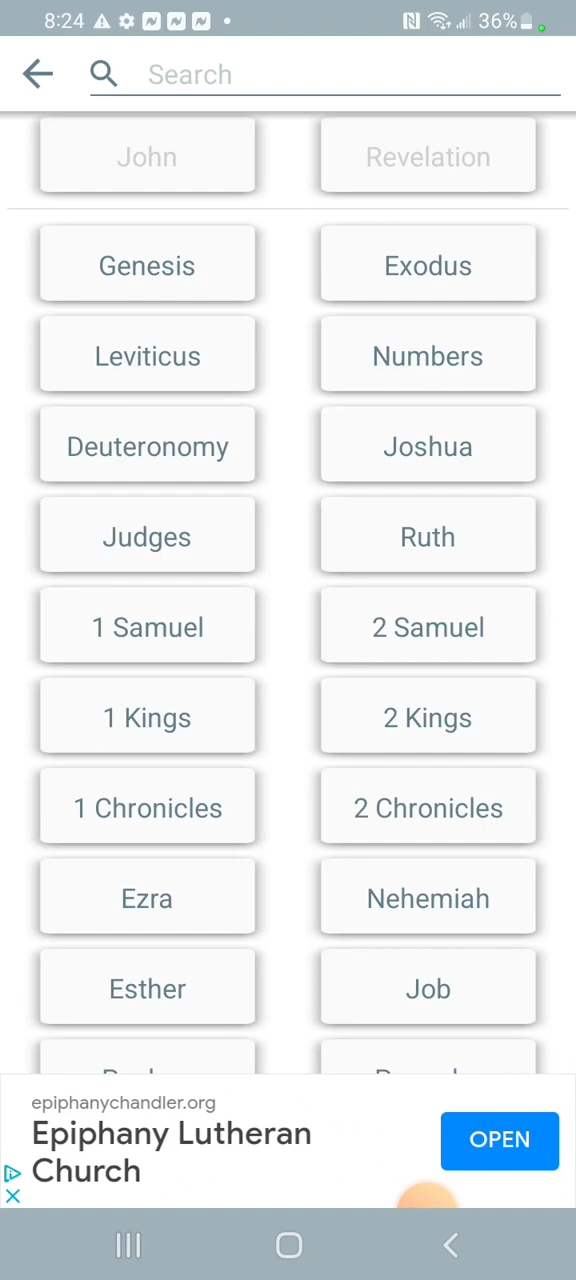 8:24 36%
Search
John Revelation
Genesis Exodus
Leviticus Numbers
Deuteronomy Joshua
Judges Ruth
1 Samuel 2 Samuel
1 Kings 2 Kings
1 Chronicles 2 Chronicles
Ezra Nehemiah
Esther Job
epiphanychandler.org
Epiphany Lutheran
Church
OPEN